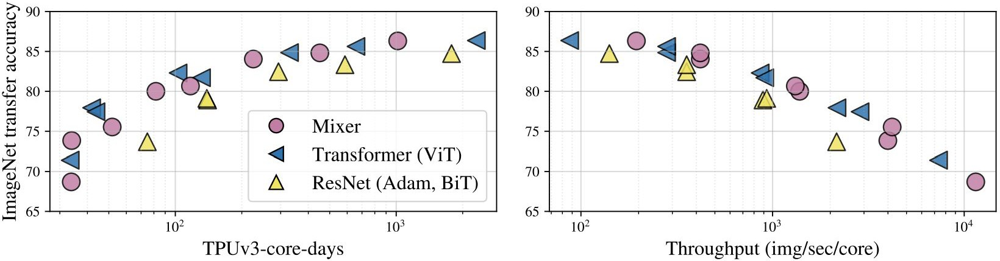 ImageNet transfer accuracy
90
85
80
75
70
65
10²
10³
TPUv3-core-days
Mixer
Transformer (ViT)
ResNet (Adam, BiT)
90
85
80
75
70
65
10²
10³
10⁴
Throughput (img/sec/core)